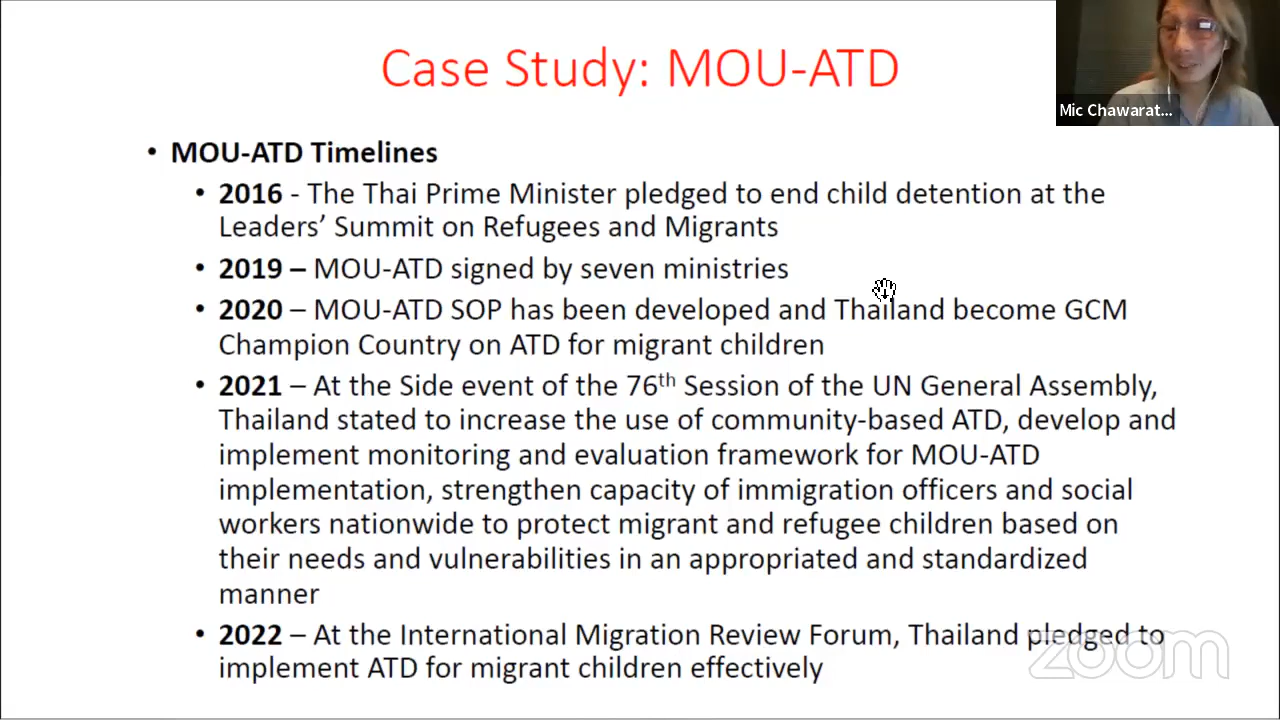 Case Study: MOU-ATD
Mic Chawarat...
• MOU-ATD Timelines
• 2016 - The Thai Prime Minister pledged to end child detention at the
Leaders’ Summit on Refugees and Migrants
• 2019 – MOU-ATD signed by seven ministries
• 2020 – MOU-ATD SOP has been developed and Thailand become GCM
Champion Country on ATD for migrant children
• 2021 – At the Side event of the 76th Session of the UN General Assembly,
Thailand stated to increase the use of community-based ATD, develop and
implement monitoring and evaluation framework for MOU-ATD
implementation, strengthen capacity of immigration officers and social
workers nationwide to protect migrant and refugee children based on
their needs and vulnerabilities in an appropriated and standardized
manner
• 2022 – At the International Migration Review Forum, Thailand pledged to
implement ATD for migrant children effectively
zoom